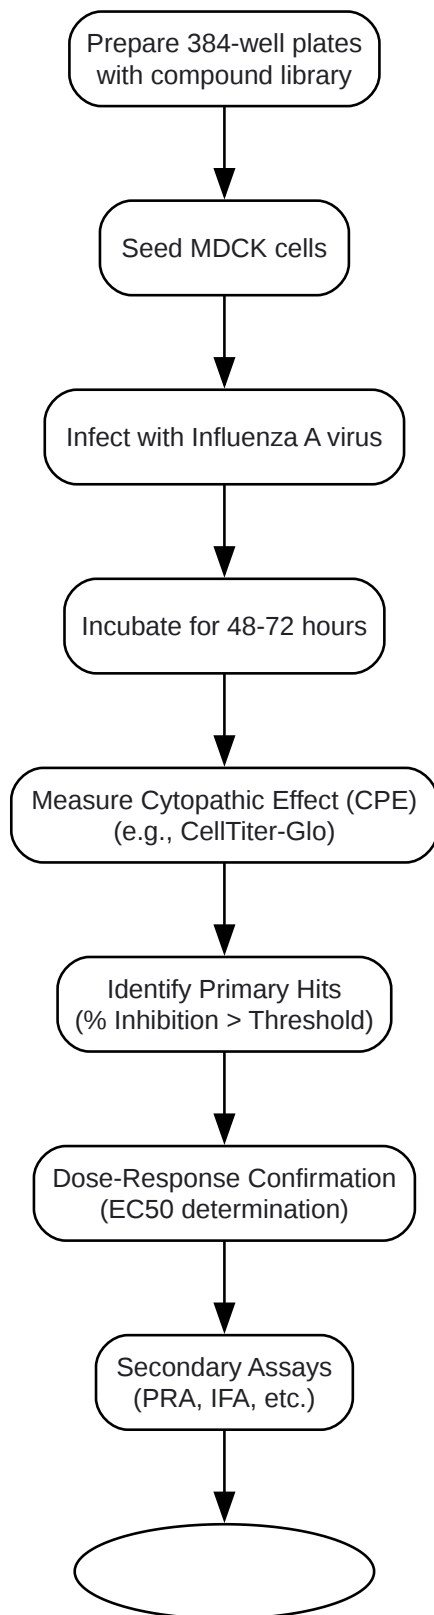 Prepare 384-well plates
with compound library
Seed MDCK cells
Infect with Influenza A virus
Incubate for 48-72 hours
Measure Cytopathic Effect (CPE)
(e.g., CellTiter-Glo)
Identify Primary Hits
(% Inhibition > Threshold)
Dose-Response Confirmation
(EC50 determination)
Secondary Assays
(PRA, IFA, etc.)